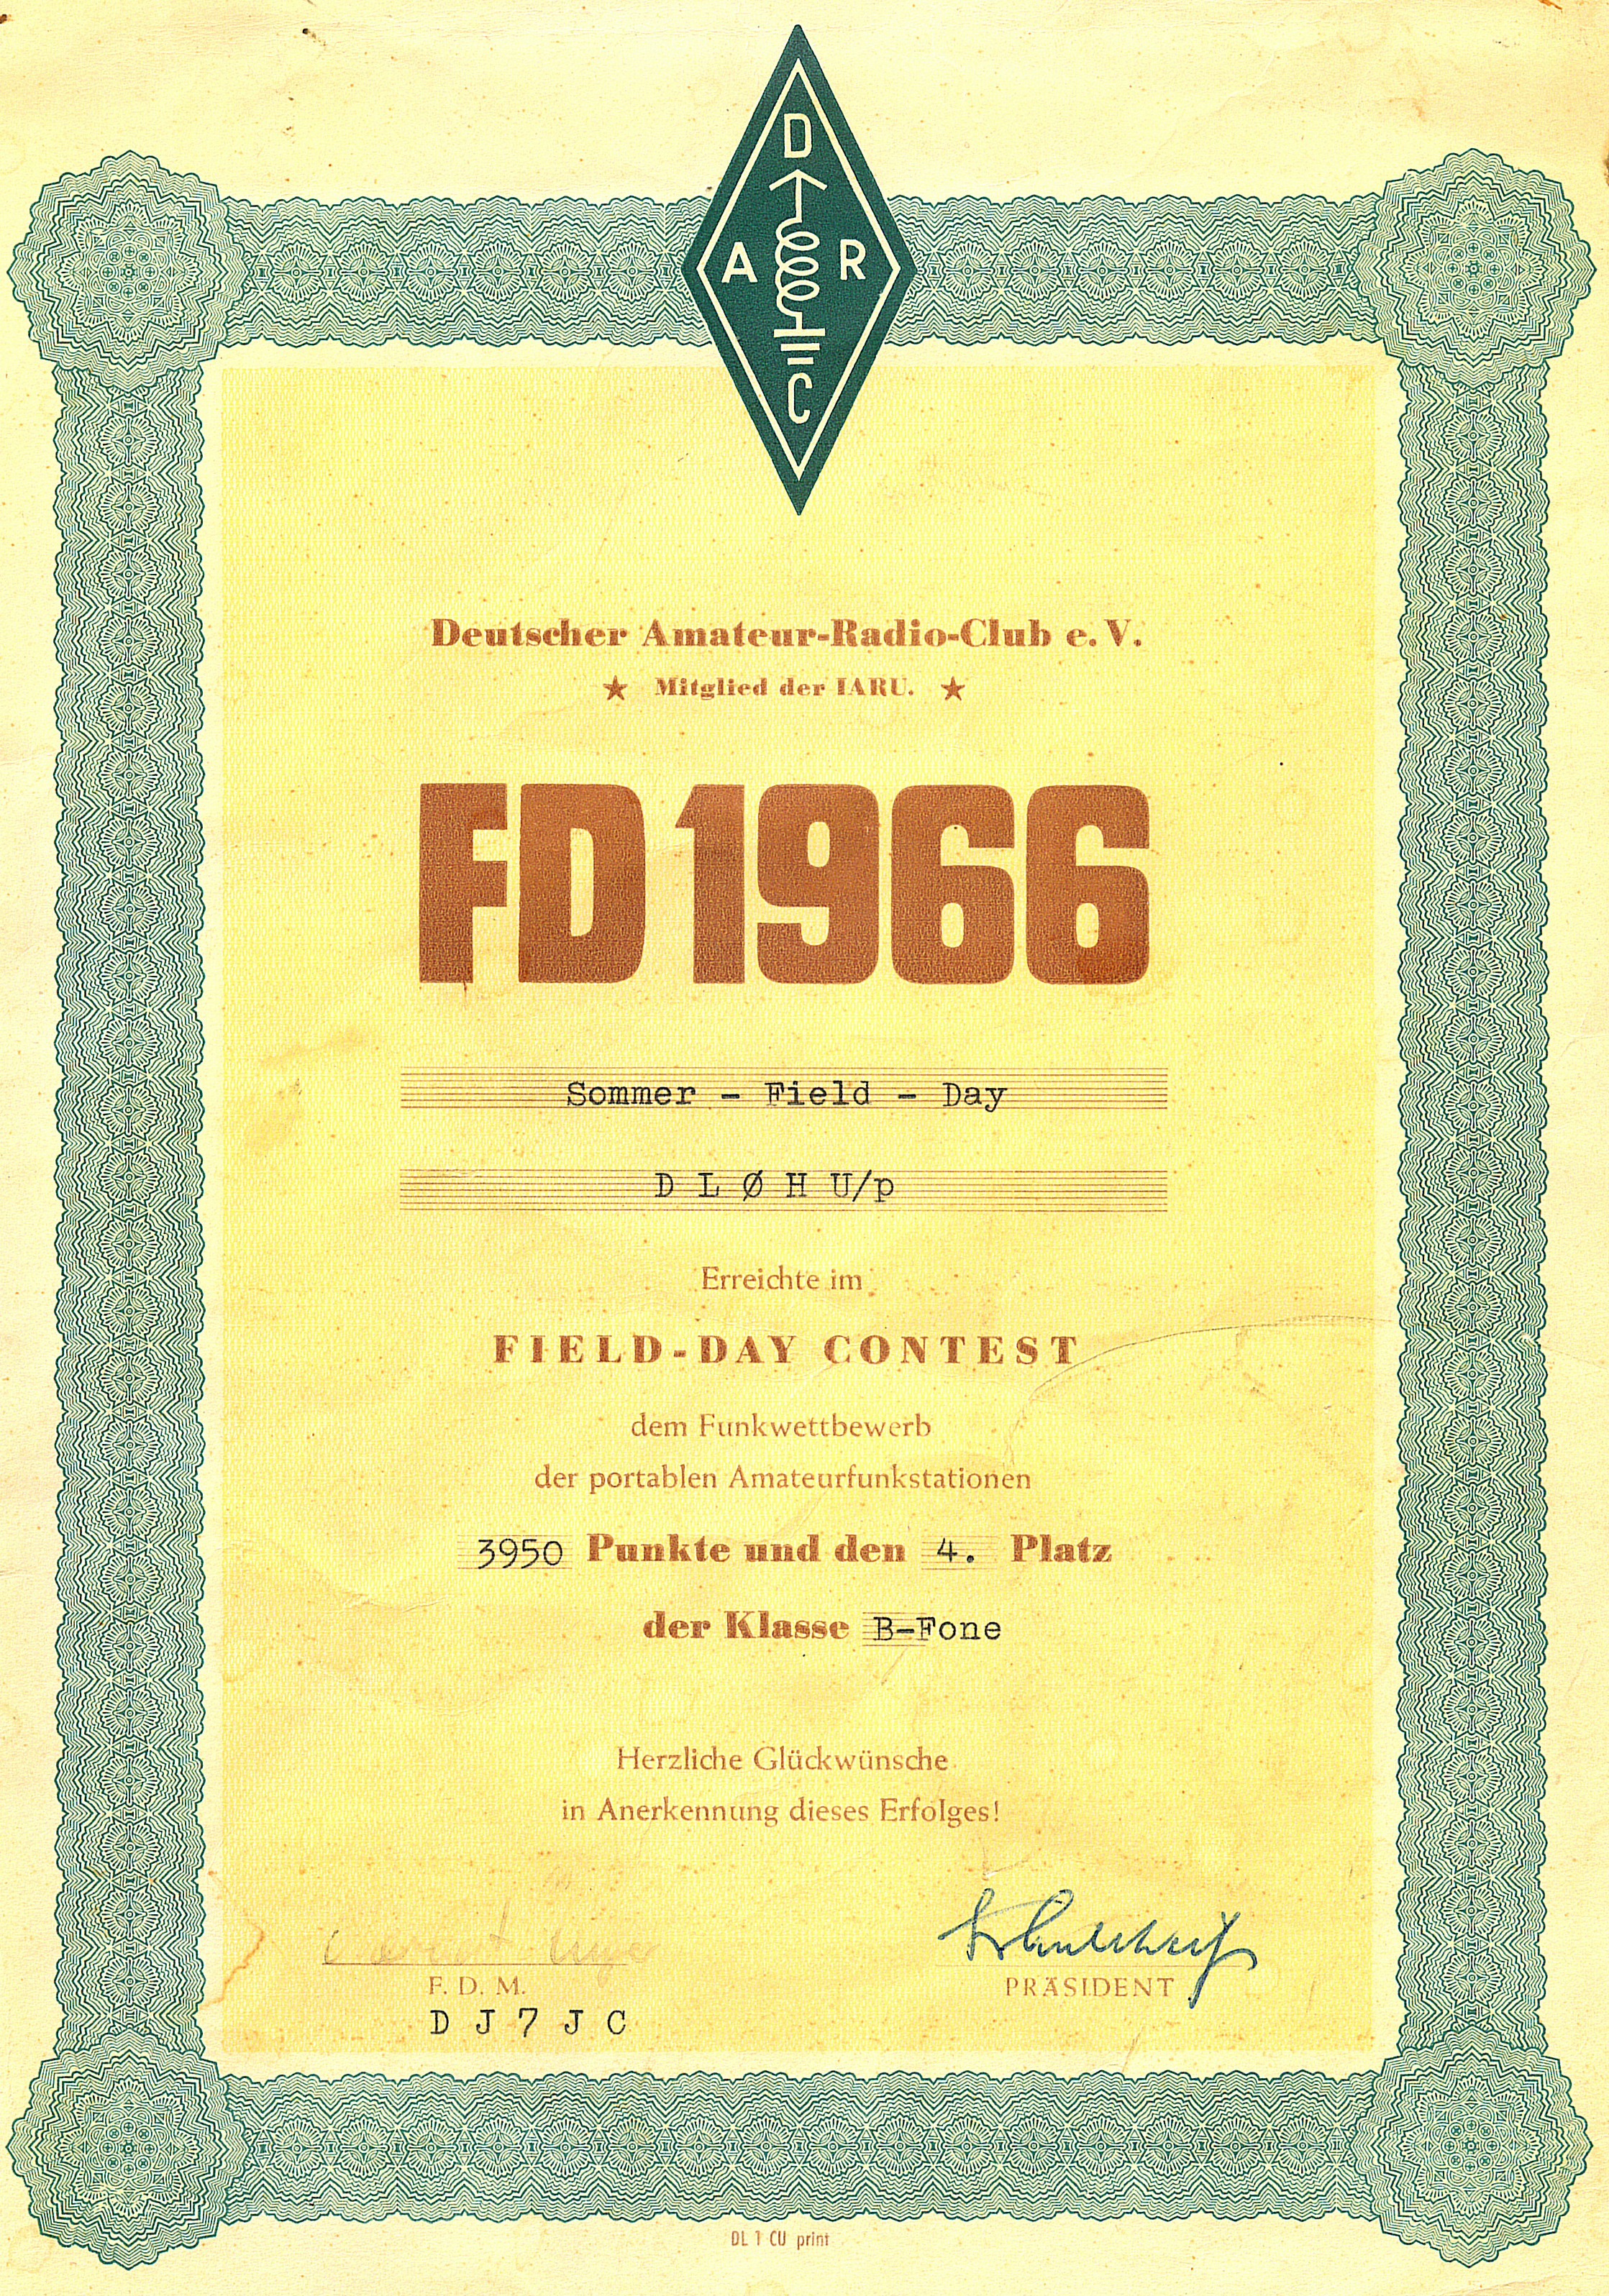 D
A R
C
Deutscher Amateur-Radio-Club e.V.
★ Mitglied der IARU. ★
FD 1966
Sommer - Field - Day
D L Ø H U/p
Erreichte im
FIELD-DAY CONTEST
dem Funkwettbewerb
der portablen Amateurfunkstationen
3950 Punkte und den 4. Platz
der Klasse B-Fone
Herzliche Glückwünsche
in Anerkennung dieses Erfolges!
F. D. M.
PRÄSIDENT
D J 7 J C
DL 1 CU print